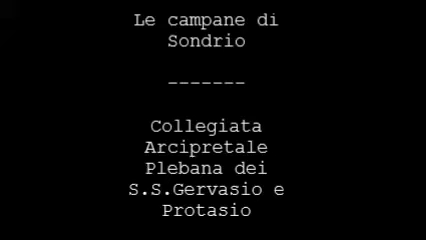 Le campane di
Sondrio
-------
Collegiata
Arcipretale
Plebana dei
S.S.Gervasio e
Protasio